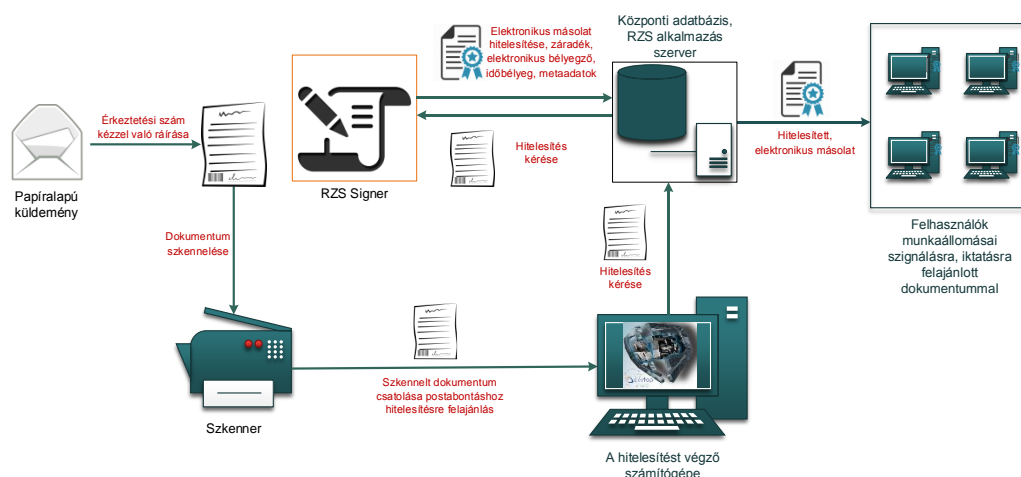 Papíralapú
küldemény
Érkeztetési szám
kézzel való ráírása
Dokumentum
szkennelése
Szkenner
Szkennelt dokumentum
csatolása postabontáshoz
hitelesítésre felajánlás
A hitelesítést végző
számítógépe
Hitelesítés
kérése
RZS Signer
Elektronikus másolat
hitelesítése, záradék,
elektronikus bélyegző,
időbélyeg, metaadatok
Hitelesítés
kérése
Központi adatbázis,
RZS alkalmazás
szerver
Hitelesített,
elektronikus másolat
Felhasználók
munkaállomásai
szignálásra, iktatásra
felajánlott
dokumentummal